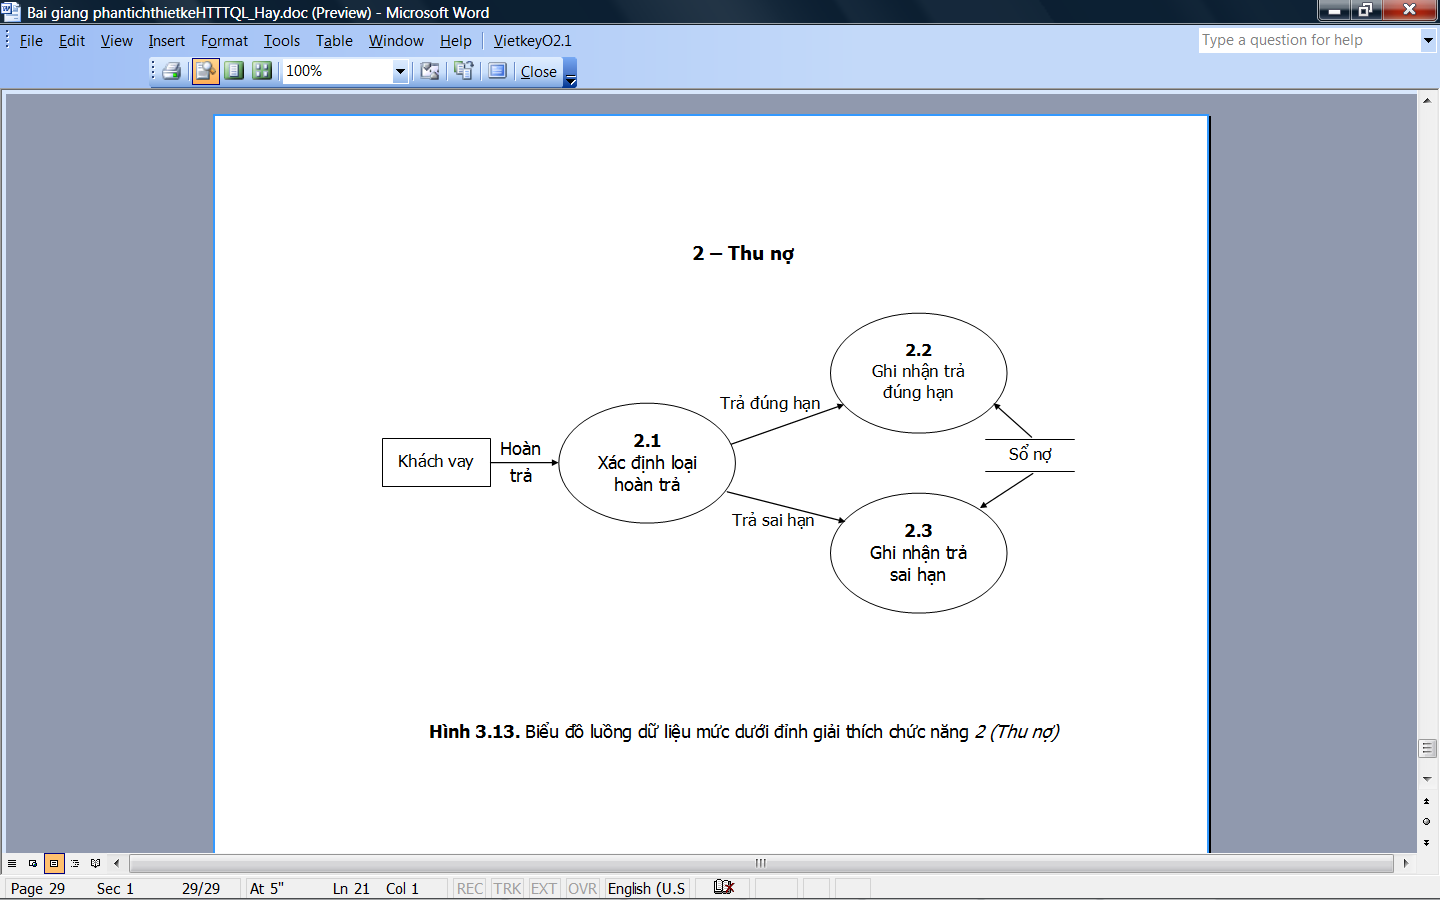 Bai giang phantichthietkeHTTTQL_Hay.doc (Preview) - Microsoft Word
File Edit View Insert Format Tools Table Window Help VietkeyO2.1
Type a question for help
100%
Close
2 – Thu nợ
2.2
Ghi nhận trả
đúng hạn
Trả đúng hạn
Khách vay
Hoàn
trả
2.1
Xác định loại
hoàn trả
Sổ nợ
Trả sai hạn
2.3
Ghi nhận trả
sai hạn
Hình 3.13. Biểu đồ luồng dữ liệu mức dưới đỉnh giải thích chức năng 2 (Thu nợ)
Page 29 Sec 1 29/29 At 5" Ln 21 Col 1 REC TRK EXT OVR English (U.S